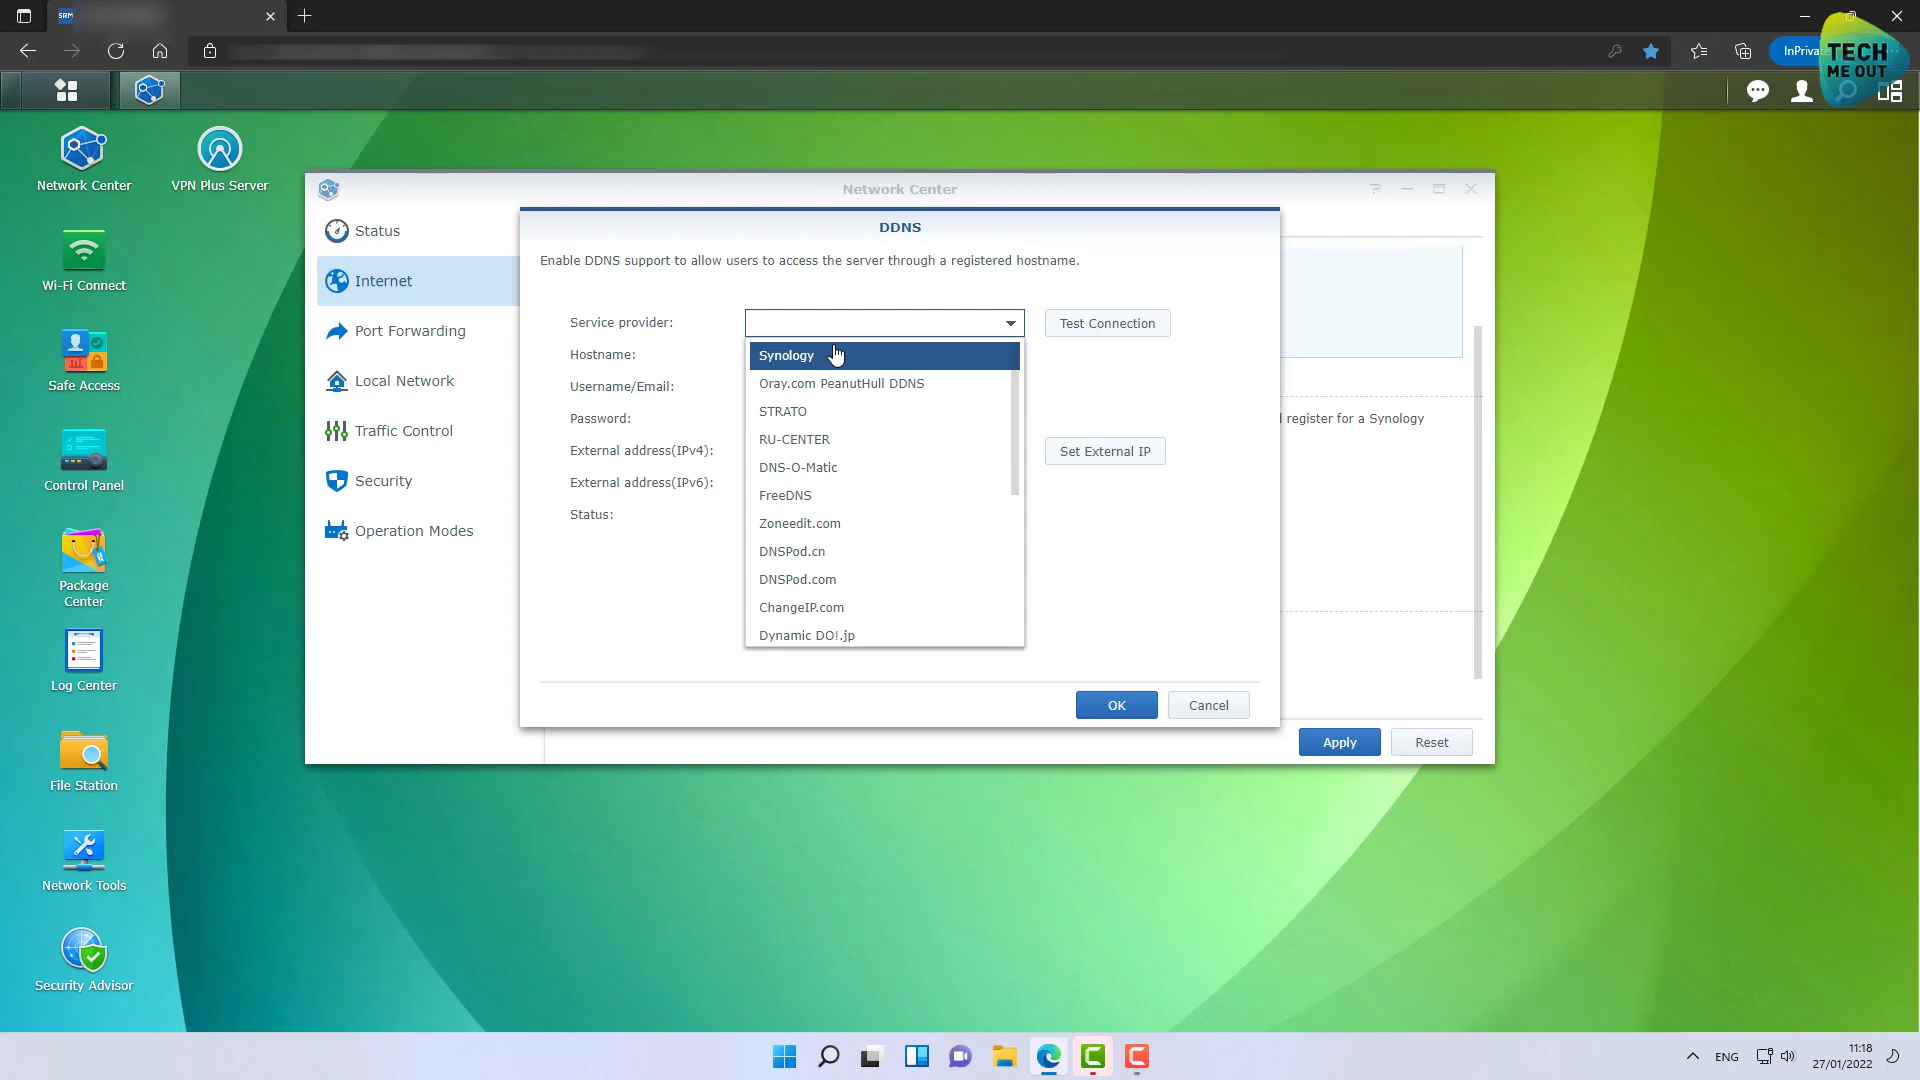 SRM
InPrivate
TECH
ME OUT
Network Center
VPN Plus Server
Wi-Fi Connect
Safe Access
Control Panel
Package
Center
Log Center
File Station
Network Tools
Security Advisor
Network Center
Status
Internet
Port Forwarding
Local Network
Traffic Control
Security
Operation Modes
DDNS
Enable DDNS support to allow users to access the server through a registered hostname.
Service provider:
Test Connection
Hostname:
Username/Email:
Password:
External address(IPv4):
Set External IP
External address(IPv6):
Status:
Synology
Oray.com PeanutHull DDNS
STRATO
RU-CENTER
DNS-O-Matic
FreeDNS
Zoneedit.com
DNSPod.cn
DNSPod.com
ChangeIP.com
Dynamic DO!.jp
register for a Synology
OK
Cancel
Apply
Reset
ENG
11:18
27/01/2022